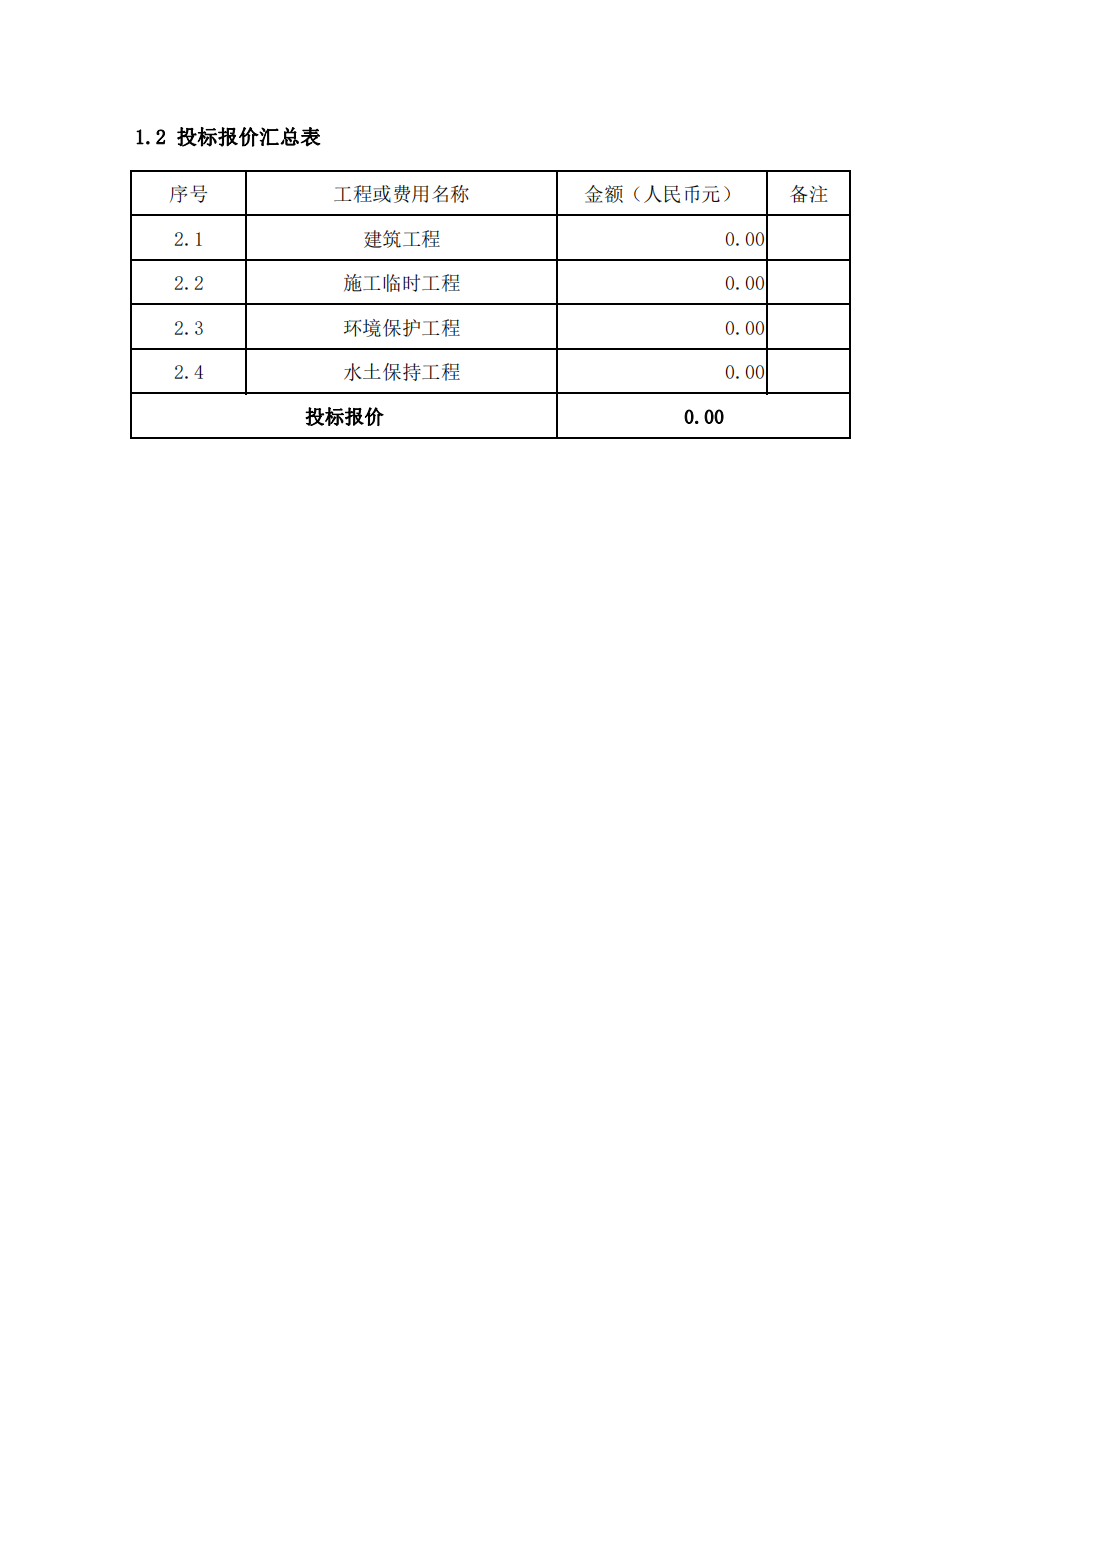 1.2 投标报价汇总表
序号 工程或费用名称 金额（人民币元） 备注
2.1 建筑工程 0.00
2.2 施工临时工程 0.00
2.3 环境保护工程 0.00
2.4 水土保持工程 0.00
投标报价 0.00